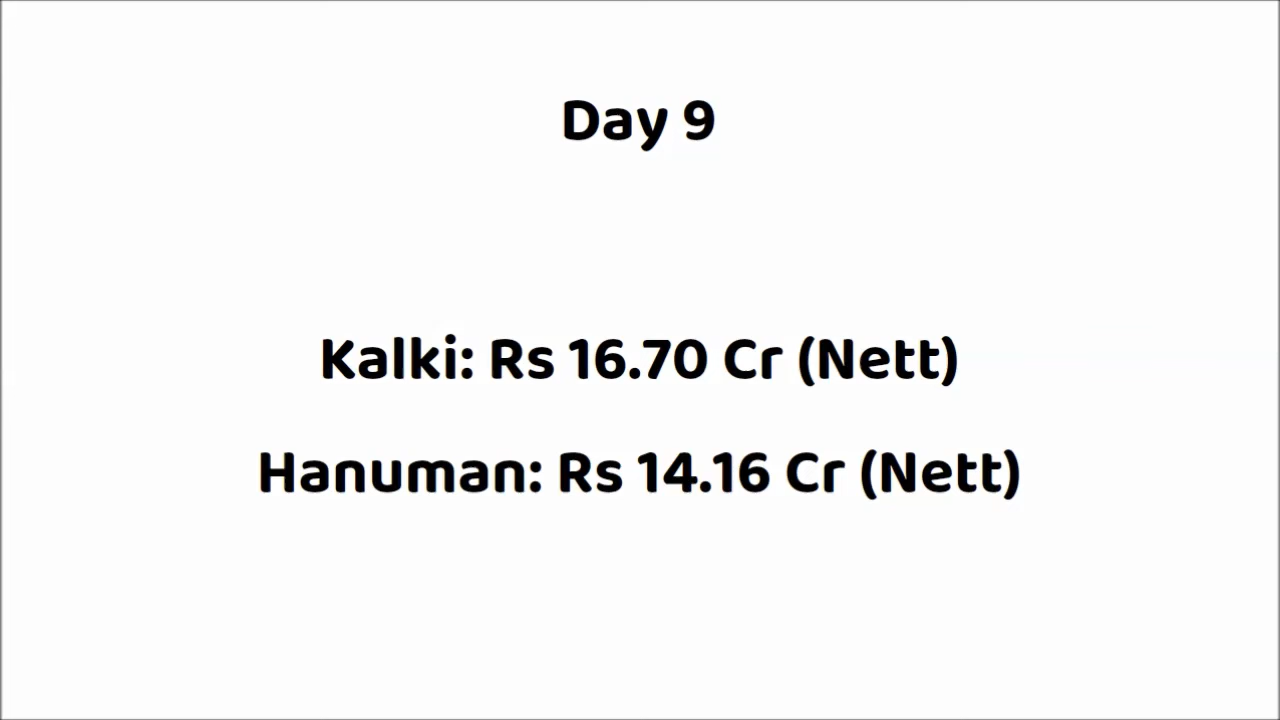 Day 9
Kalki: Rs 16.70 Cr (Nett)
Hanuman: Rs 14.16 Cr (Nett)